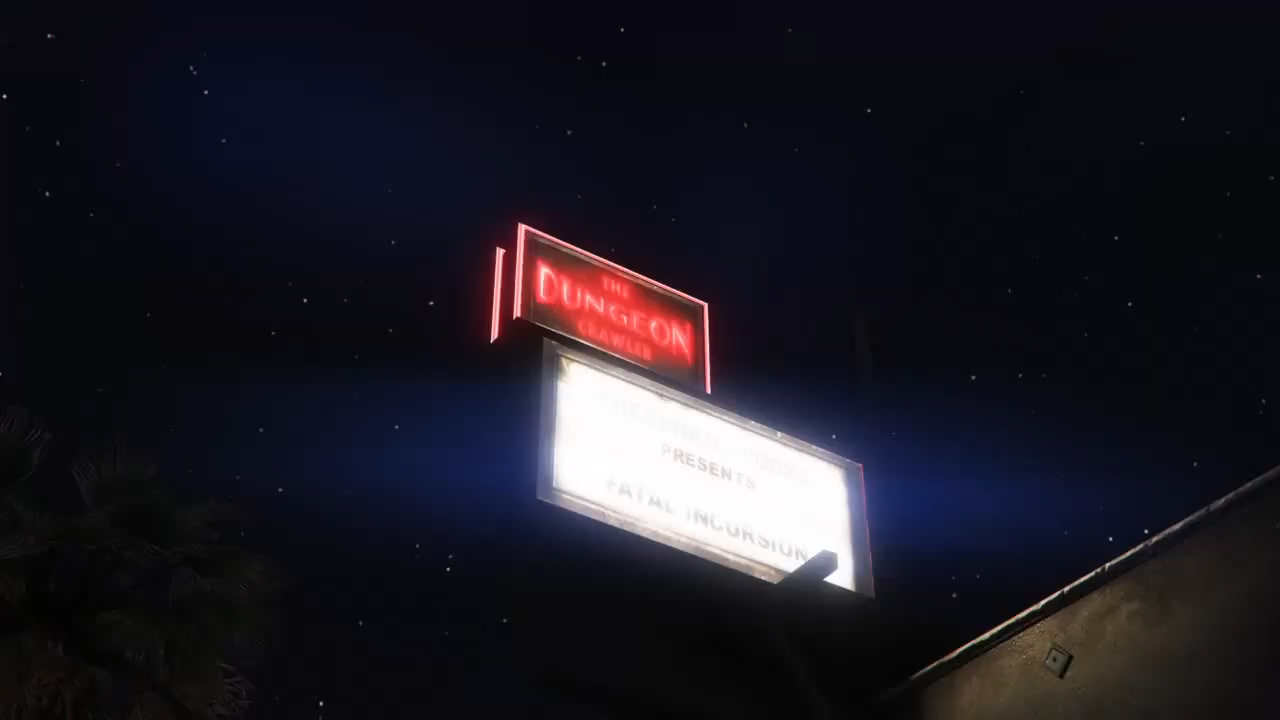 THE
DUNGEON
CRAWLER
PRESENTS
FATAL INCURSION